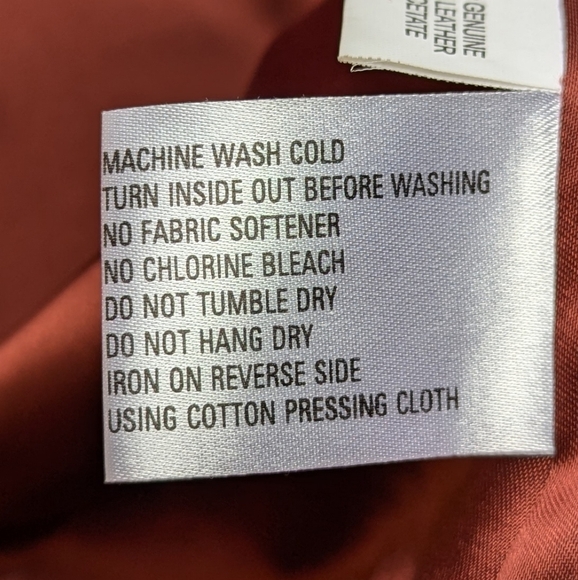 GENUINE
LEATHER
MACHINE WASH COLD
TURN INSIDE OUT BEFORE WASHING
NO FABRIC SOFTENER
NO CHLORINE BLEACH
DO NOT TUMBLE DRY
DO NOT HANG DRY
IRON ON REVERSE SIDE
USING COTTON PRESSING CLOTH